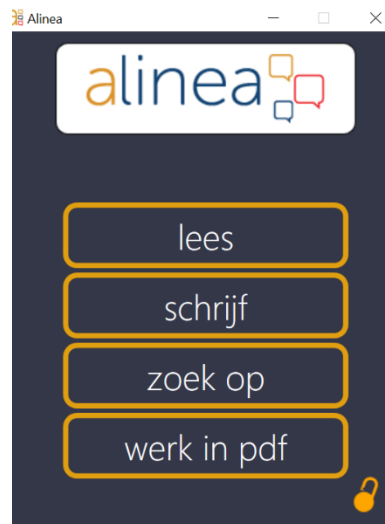 Alinea
alinea
lees
schrijf
zoek op
werk in pdf